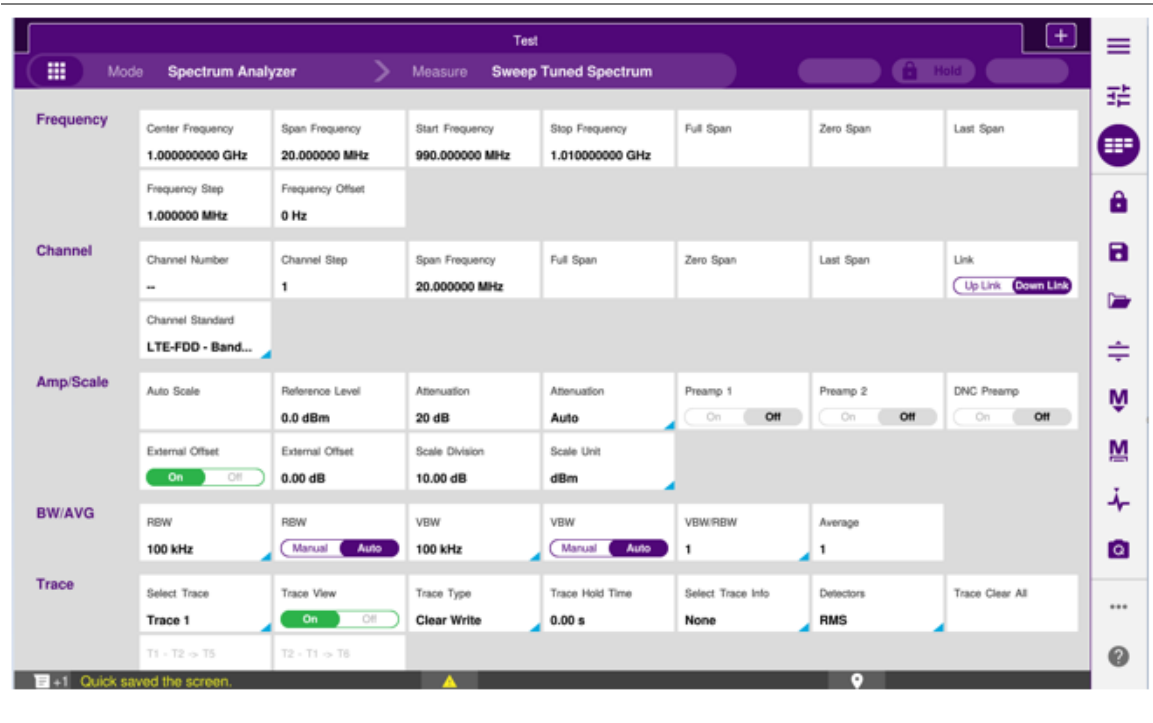 Test
+
Mode Spectrum Analyzer Measure Sweep Tuned Spectrum Hold
Frequency
Center Frequency Span Frequency Start Frequency Stop Frequency Full Span Zero Span Last Span
1.000000000 GHz 20.000000 MHz 990.000000 MHz 1.010000000 GHz
Frequency Step Frequency Offset
1.000000 MHz 0 Hz
Channel
Channel Number Channel Step Span Frequency Full Span Zero Span Last Span Link
-- 1 20.000000 MHz Up Link Down Link
Channel Standard
LTE-FDD - Band...
Amp/Scale
Auto Scale Reference Level Attenuation Attenuation Preamp 1 Preamp 2 DNC Preamp
0.0 dBm 20 dB Auto On Off On Off On Off
External Offset External Offset Scale Division Scale Unit
On Off 0.00 dB 10.00 dB dBm
BW/AVG
RBW RBW VBW VBW VBW/RBW Average
100 kHz Manual Auto 100 kHz Manual Auto 1 1
Trace
Select Trace Trace View Trace Type Trace Hold Time Select Trace Info Detectors Trace Clear All
Trace 1 On Off Clear Write 0.00 s None RMS
T1 - T2 -> T5 T2 - T1 -> T6
+1 Quick saved the screen.
M
M
?